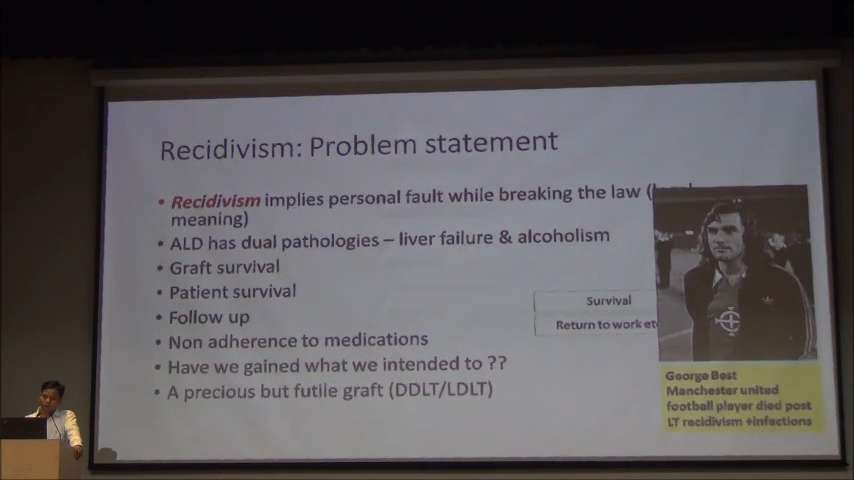 Recidivism: Problem statement
• Recidivism implies personal fault while breaking the law (
meaning)
• ALD has dual pathologies – liver failure & alcoholism
• Graft survival
• Patient survival
• Follow up
• Non adherence to medications
• Have we gained what we intended to ??
• A precious but futile graft (DDLT/LDLT)
Survival
Return to work etc
George Best
Manchester united
football player died post
LT recidivism +infections